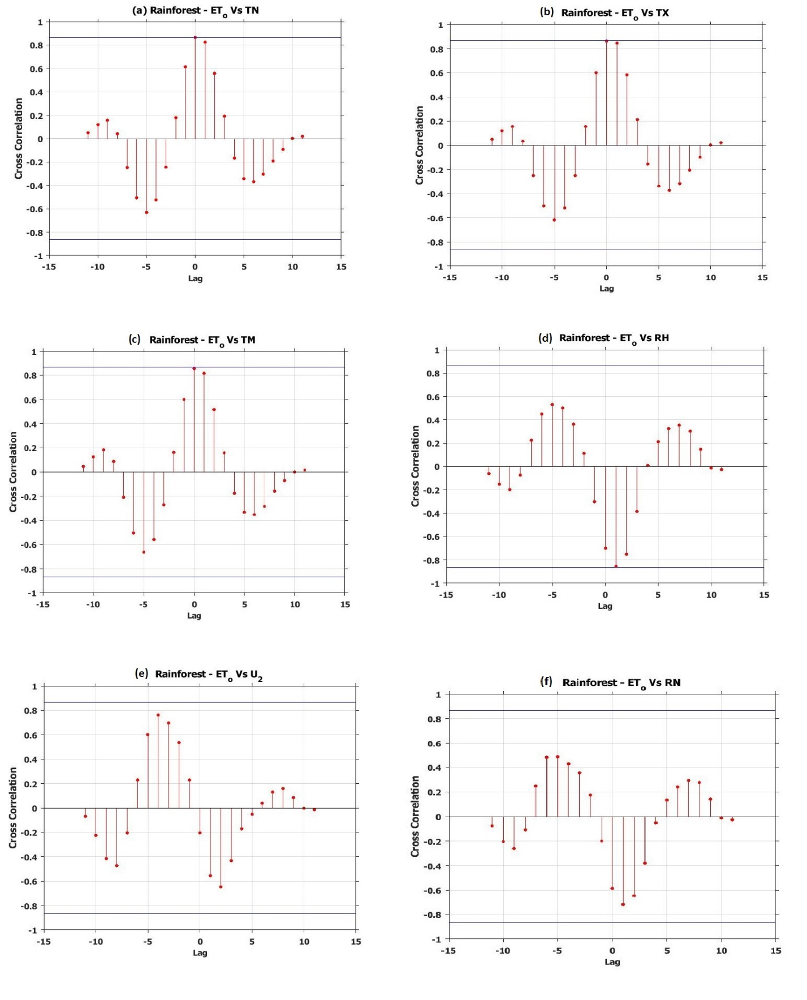 (a) Rainforest - ETo Vs TN
1
0.8
0.6
0.4
0.2
0
-0.2
-0.4
-0.6
-0.8
-1
Cross Correlation
-15 -10 -5 0 5 10 15
Lag
(b) Rainforest - ETo Vs TX
1
0.8
0.6
0.4
0.2
0
-0.2
-0.4
-0.6
-0.8
-1
Cross Correlation
-15 -10 -5 0 5 10 15
Lag
(c) Rainforest - ETo Vs TM
1
0.8
0.6
0.4
0.2
0
-0.2
-0.4
-0.6
-0.8
-1
Cross Correlation
-15 -10 -5 0 5 10 15
Lag
(d) Rainforest - ETo Vs RH
1
0.8
0.6
0.4
0.2
0
-0.2
-0.4
-0.6
-0.8
-1
Cross Correlation
-15 -10 -5 0 5 10 15
Lag
(e) Rainforest - ETo Vs U2
1
0.8
0.6
0.4
0.2
0
-0.2
-0.4
-0.6
-0.8
-1
Cross Correlation
-15 -10 -5 0 5 10 15
Lag
(f) Rainforest - ETo Vs RN
1
0.8
0.6
0.4
0.2
0
-0.2
-0.4
-0.6
-0.8
-1
Cross Correlation
-15 -10 -5 0 5 10 15
Lag